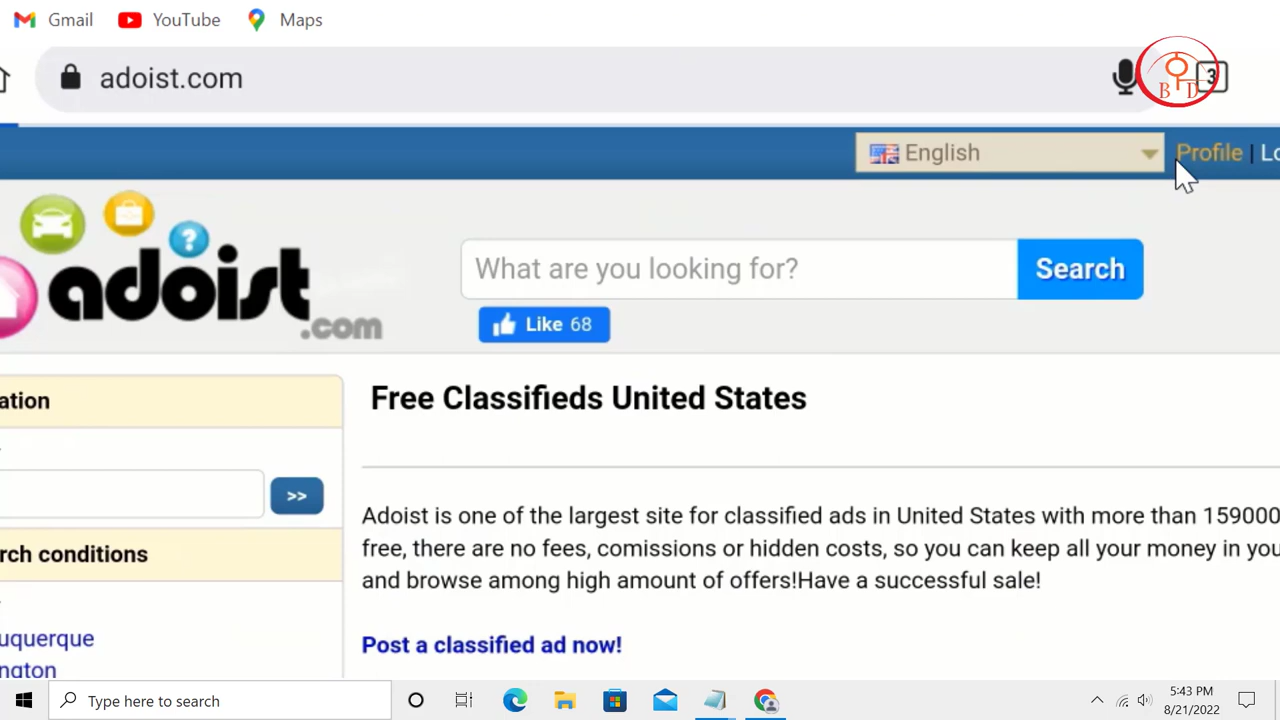 Gmail YouTube Maps
adoist.com
3
B D
English Profile | Lo
adoist
.com
What are you looking for? Search
Like 68
ation
Free Classifieds United States
>>
Adoist is one of the largest site for classified ads in United States with more than 159000
free, there are no fees, comissions or hidden costs, so you can keep all your money in you
and browse among high amount of offers!Have a successful sale!
rch conditions
uquerque
ngton
Post a classified ad now!
Type here to search
5:43 PM
8/21/2022